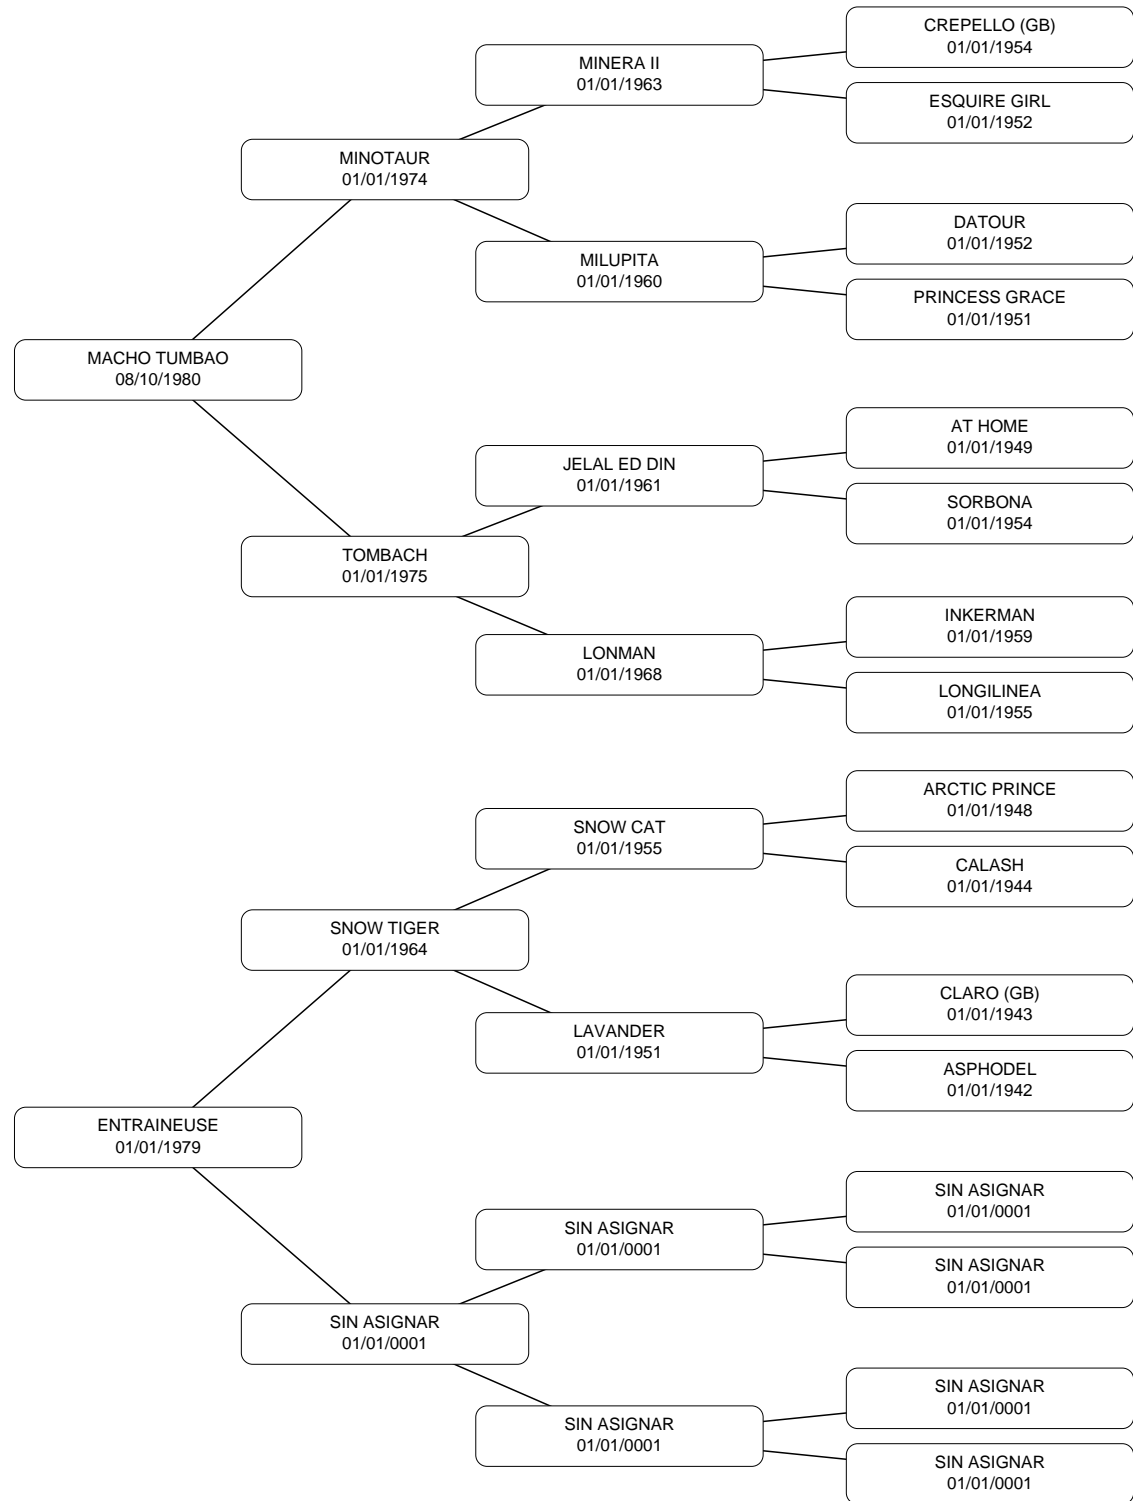 CREPELLO (GB)
01/01/1954
MINERA II
01/01/1963
ESQUIRE GIRL
01/01/1952
MINOTAUR
01/01/1974
DATOUR
01/01/1952
MILUPITA
01/01/1960
PRINCESS GRACE
01/01/1951
MACHO TUMBAO
08/10/1980
AT HOME
01/01/1949
JELAL ED DIN
01/01/1961
SORBONA
01/01/1954
TOMBACH
01/01/1975
INKERMAN
01/01/1959
LONMAN
01/01/1968
LONGILINEA
01/01/1955
ARCTIC PRINCE
01/01/1948
SNOW CAT
01/01/1955
CALASH
01/01/1944
SNOW TIGER
01/01/1964
CLARO (GB)
01/01/1943
LAVANDER
01/01/1951
ASPHODEL
01/01/1942
ENTRAINEUSE
01/01/1979
SIN ASIGNAR
01/01/0001
SIN ASIGNAR
01/01/0001
SIN ASIGNAR
01/01/0001
SIN ASIGNAR
01/01/0001
SIN ASIGNAR
01/01/0001
SIN ASIGNAR
01/01/0001
SIN ASIGNAR
01/01/0001